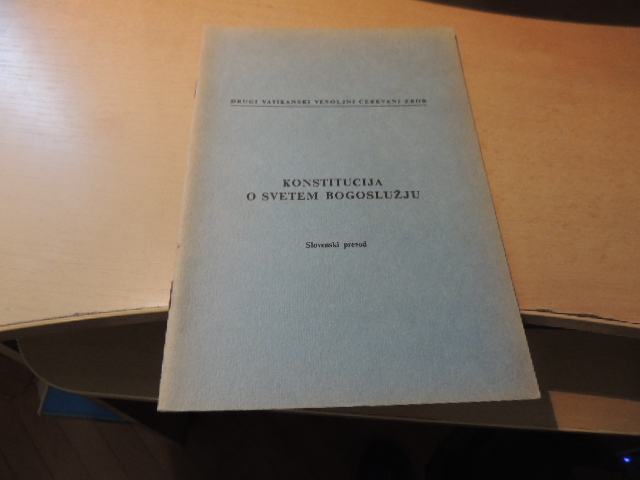 DRUGI VATIKANSKI VESOLJNI CERKVENI ZBOR
KONSTITUCIJA
O SVETEM BOGOSLUŽJU
Slovenski prevod